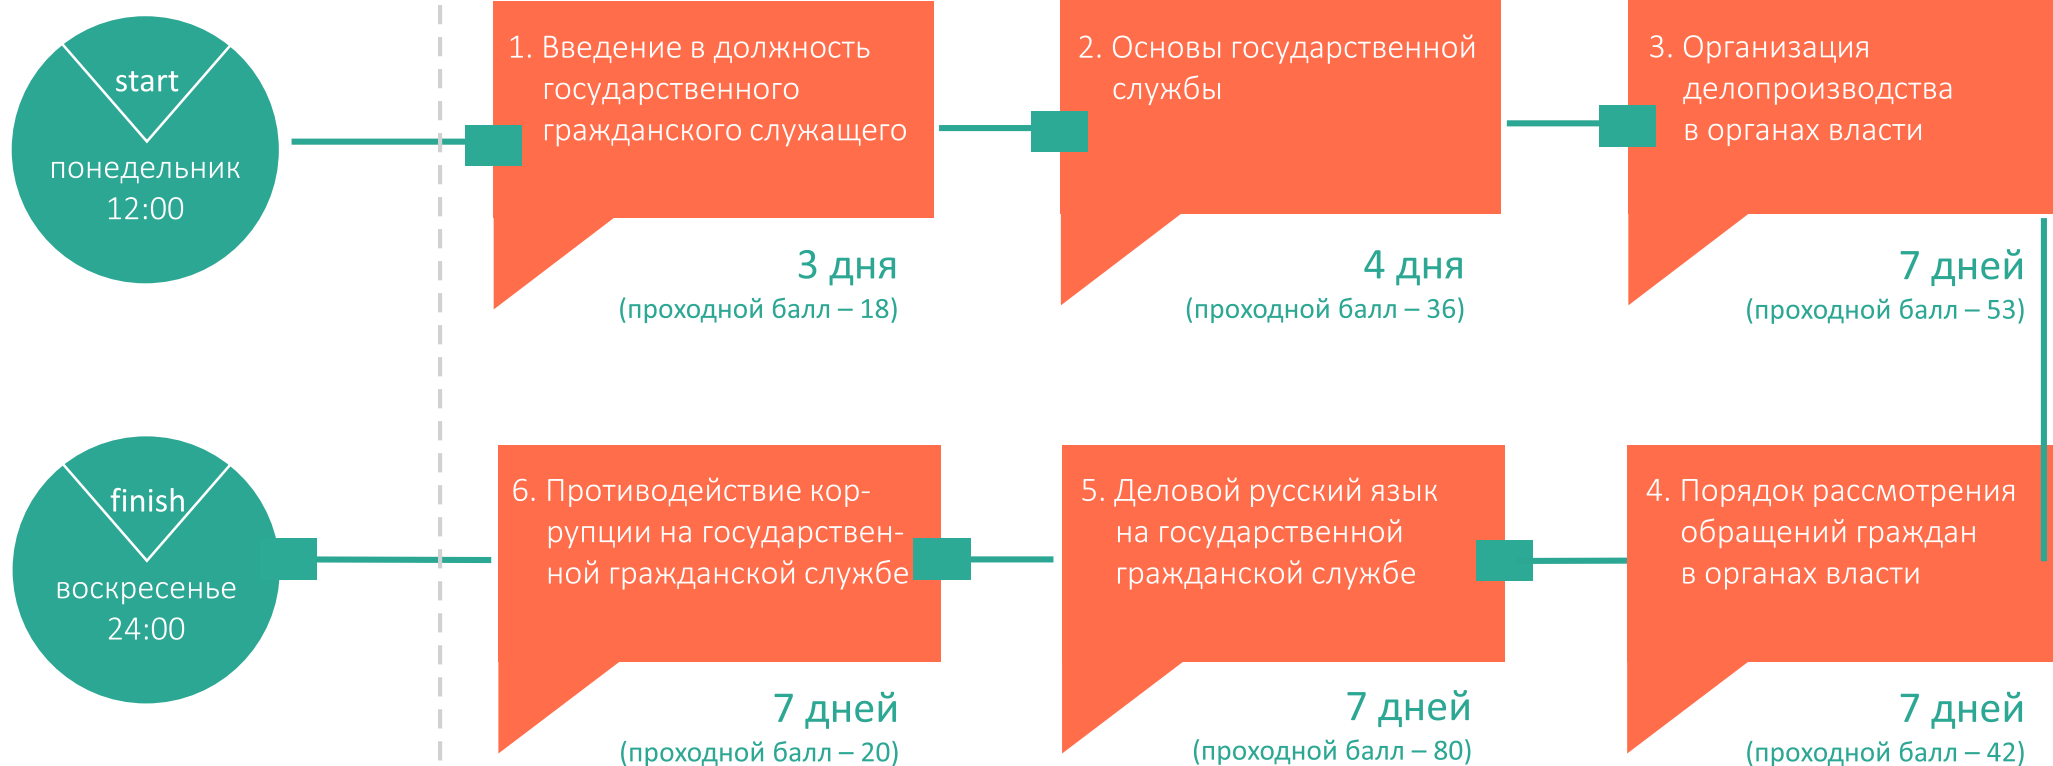 start
понедельник
12:00
1. Введение в должность
государственного
гражданского служащего
3 дня
(проходной балл – 18)
2. Основы государственной
службы
4 дня
(проходной балл – 36)
3. Организация
делопроизводства
в органах власти
7 дней
(проходной балл – 53)
4. Порядок рассмотрения
обращений граждан
в органах власти
7 дней
(проходной балл – 42)
5. Деловой русский язык
на государственной
гражданской службе
7 дней
(проходной балл – 80)
6. Противодействие кор-
рупции на государствен-
ной гражданской службе
7 дней
(проходной балл – 20)
finish
воскресенье
24:00